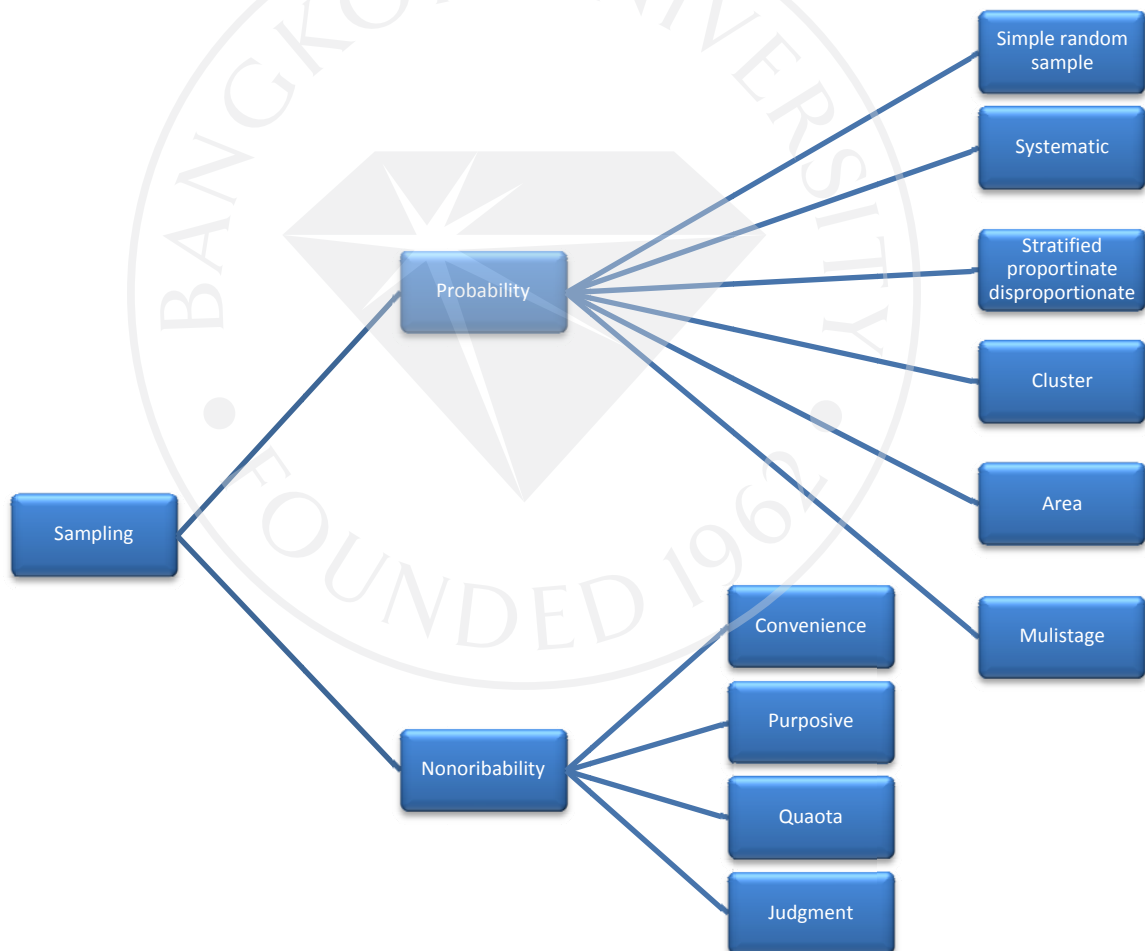 BANGKOK UNIVERSITY
FOUNDED 1962
Simple random
sample
Systematic
Stratified
proportinate
disproportionate
Probability
Cluster
Area
Sampling
Convenience
Mulistage
Purposive
Nonoribability
Quaota
Judgment